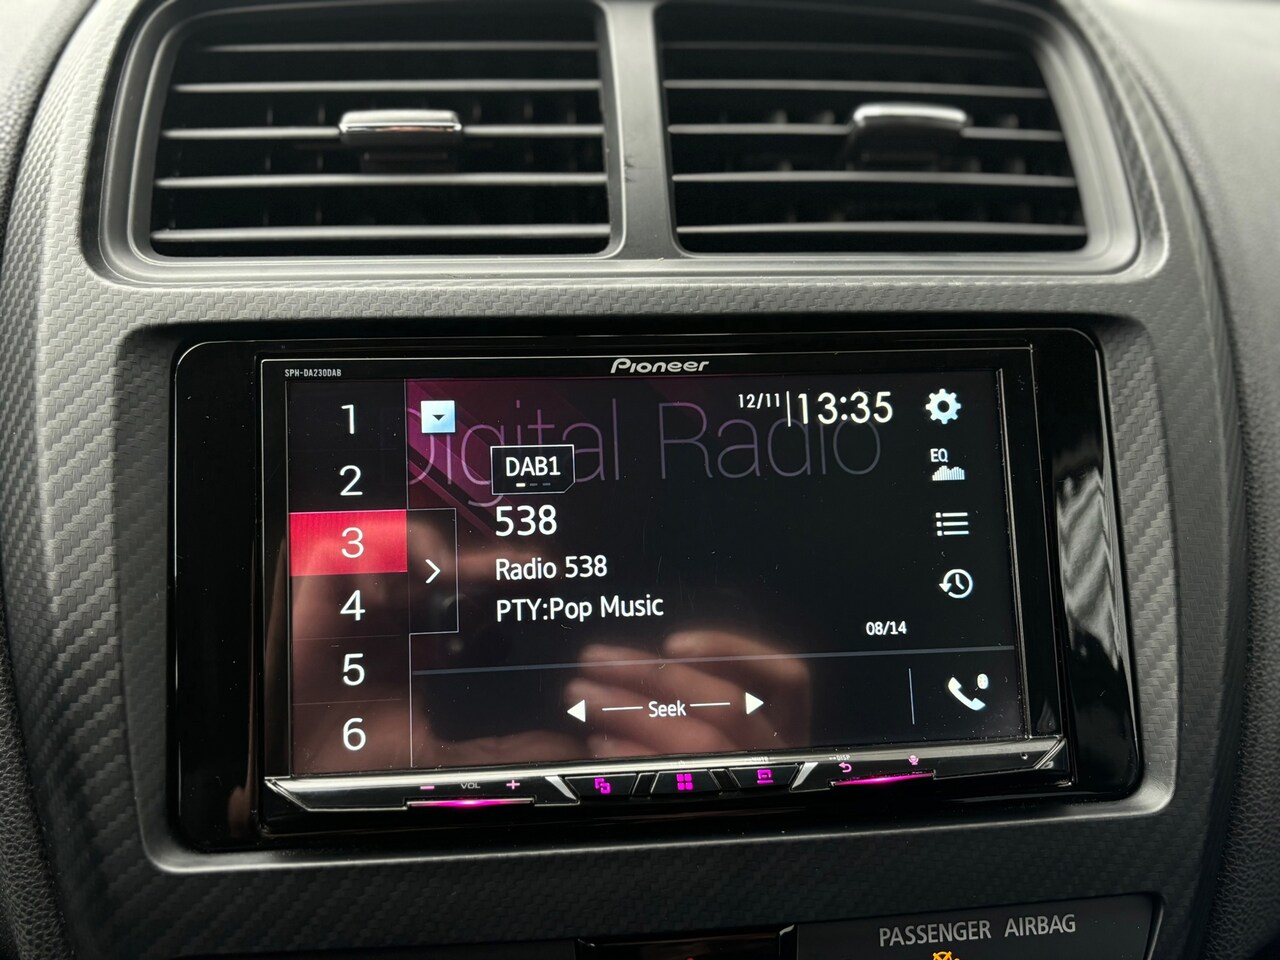 Pioneer
SPH-DA230DAB
1
2
3
4
5
6
Digital Radio
12/11
13:35
DAB1
EQ
538
Radio 538
PTY:Pop Music
08/14
Seek
VOL
DISP
PASSENGER AIRBAG